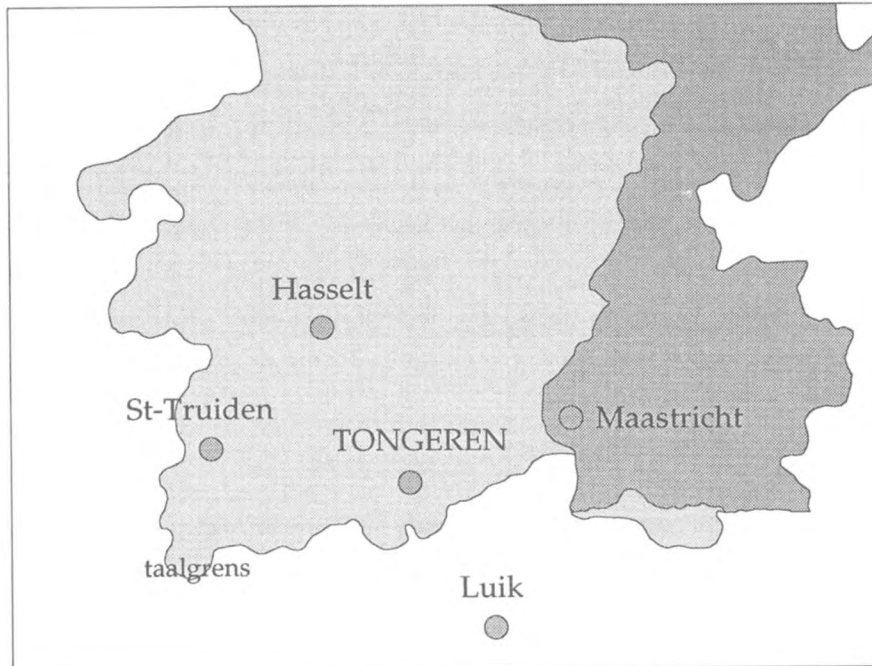 Hasselt
St-Truiden
Maastricht
TONGEREN
taalgrens
Luik